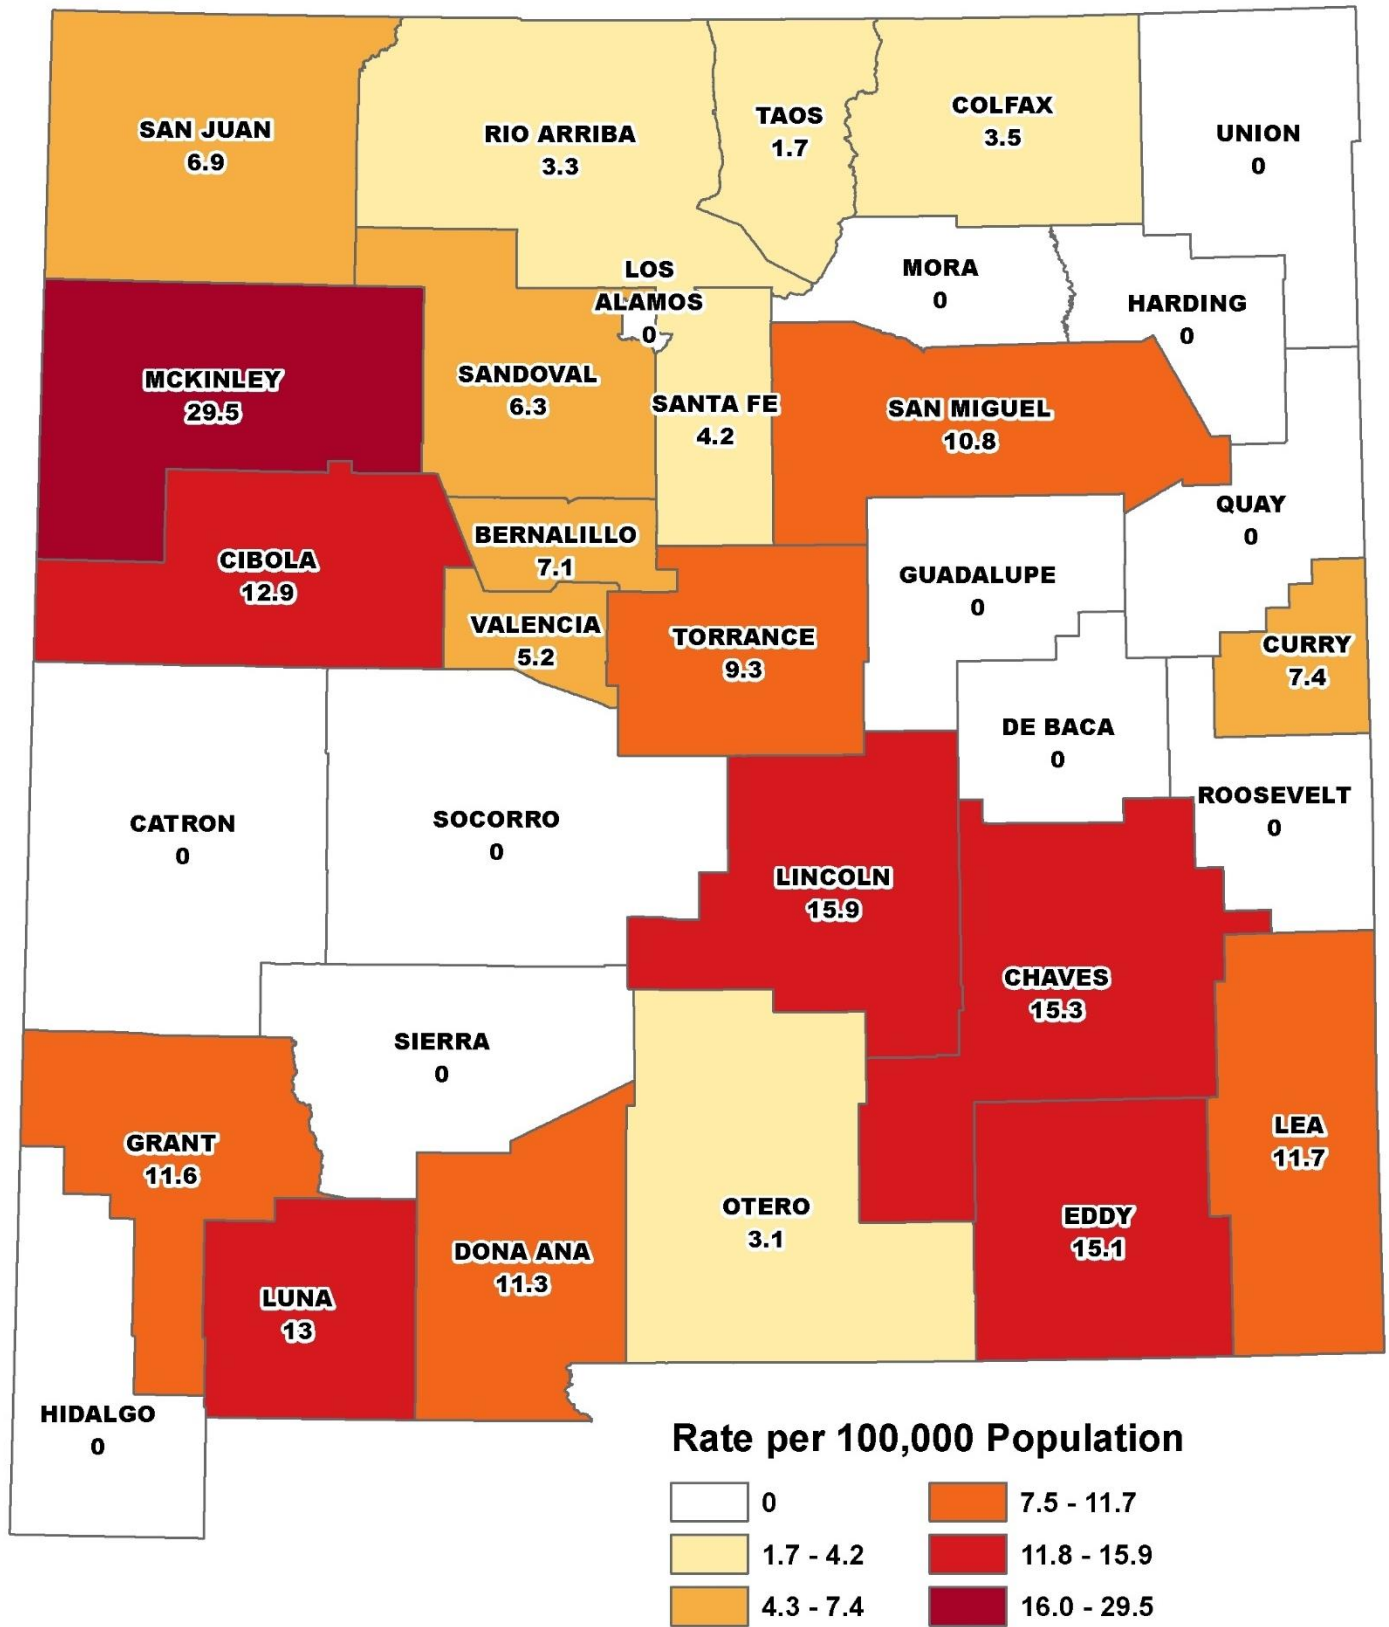 SAN JUAN
6.9
RIO ARRIBA
3.3
TAOS
1.7
COLFAX
3.5
UNION
0
LOS
ALAMOS
0
MORA
0
HARDING
0
MCKINLEY
29.5
SANDOVAL
6.3
SANTA FE
4.2
SAN MIGUEL
10.8
QUAY
0
CIBOLA
12.9
BERNALILLO
7.1
GUADALUPE
0
VALENCIA
5.2
TORRANCE
9.3
CURRY
7.4
DE BACA
0
ROOSEVELT
0
CATRON
0
SOCORRO
0
LINCOLN
15.9
CHAVES
15.3
SIERRA
0
GRANT
11.6
LEA
11.7
OTERO
3.1
EDDY
15.1
DONA ANA
11.3
LUNA
13
HIDALGO
0
Rate per 100,000 Population
0
1.7 - 4.2
4.3 - 7.4
7.5 - 11.7
11.8 - 15.9
16.0 - 29.5